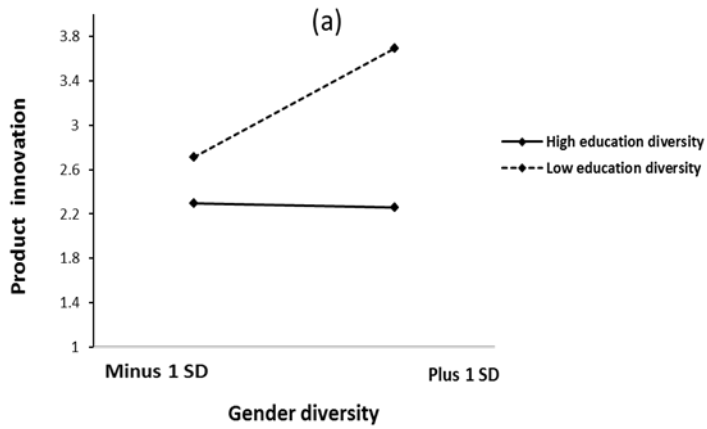 (a)
3.8
3.4
3
2.6
2.2
1.8
1.4
1
Product innovation
High education diversity
Low education diversity
Minus 1 SD
Plus 1 SD
Gender diversity